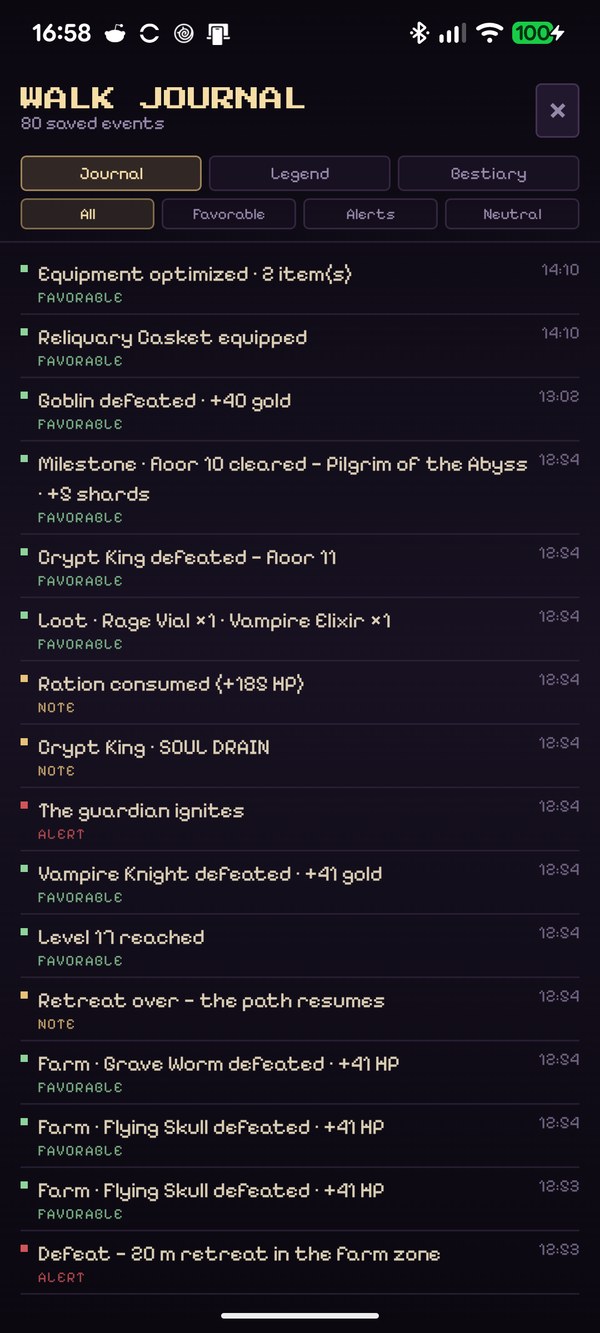 16:58
100
WALK JOURNAL
80 saved events
×
Journal
Legend
Bestiary
All
Favorable
Alerts
Neutral
Equipment optimized · 2 item(s)
14:10
FAVORABLE
Reliquary Casket equipped
14:10
FAVORABLE
Goblin defeated · +40 gold
13:02
FAVORABLE
Milestone · floor 10 cleared – Pilgrim of the Abyss
12:54
· +5 shards
FAVORABLE
Crypt King defeated – floor 11
12:54
FAVORABLE
Loot · Rage Vial ×1 · Vampire Elixir ×1
12:54
FAVORABLE
Ration consumed (+185 HP)
12:54
NOTE
Crypt King · SOUL DRAIN
12:54
NOTE
The guardian ignites
12:54
ALERT
Vampire Knight defeated · +41 gold
12:54
FAVORABLE
Level 17 reached
12:54
FAVORABLE
Retreat over – the path resumes
12:54
NOTE
Farm · Grave Worm defeated · +41 HP
12:54
FAVORABLE
Farm · Flying Skull defeated · +41 HP
12:54
FAVORABLE
Farm · Flying Skull defeated · +41 HP
12:53
FAVORABLE
Defeat – 20 m retreat in the farm zone
12:53
ALERT